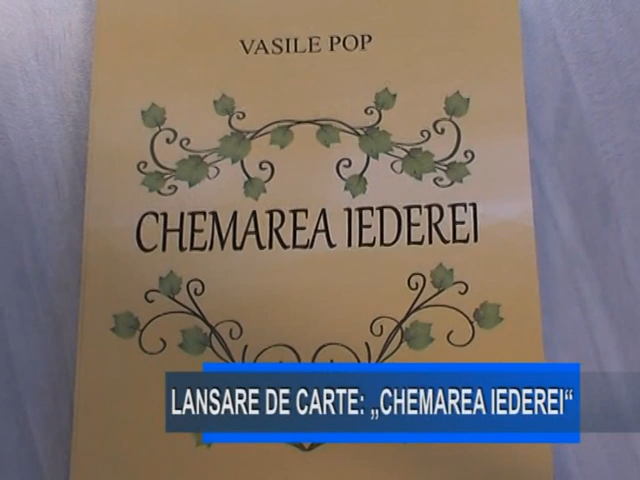 VASILE POP
CHEMAREA IEDEREI
LANSARE DE CARTE: „CHEMAREA IEDEREI“